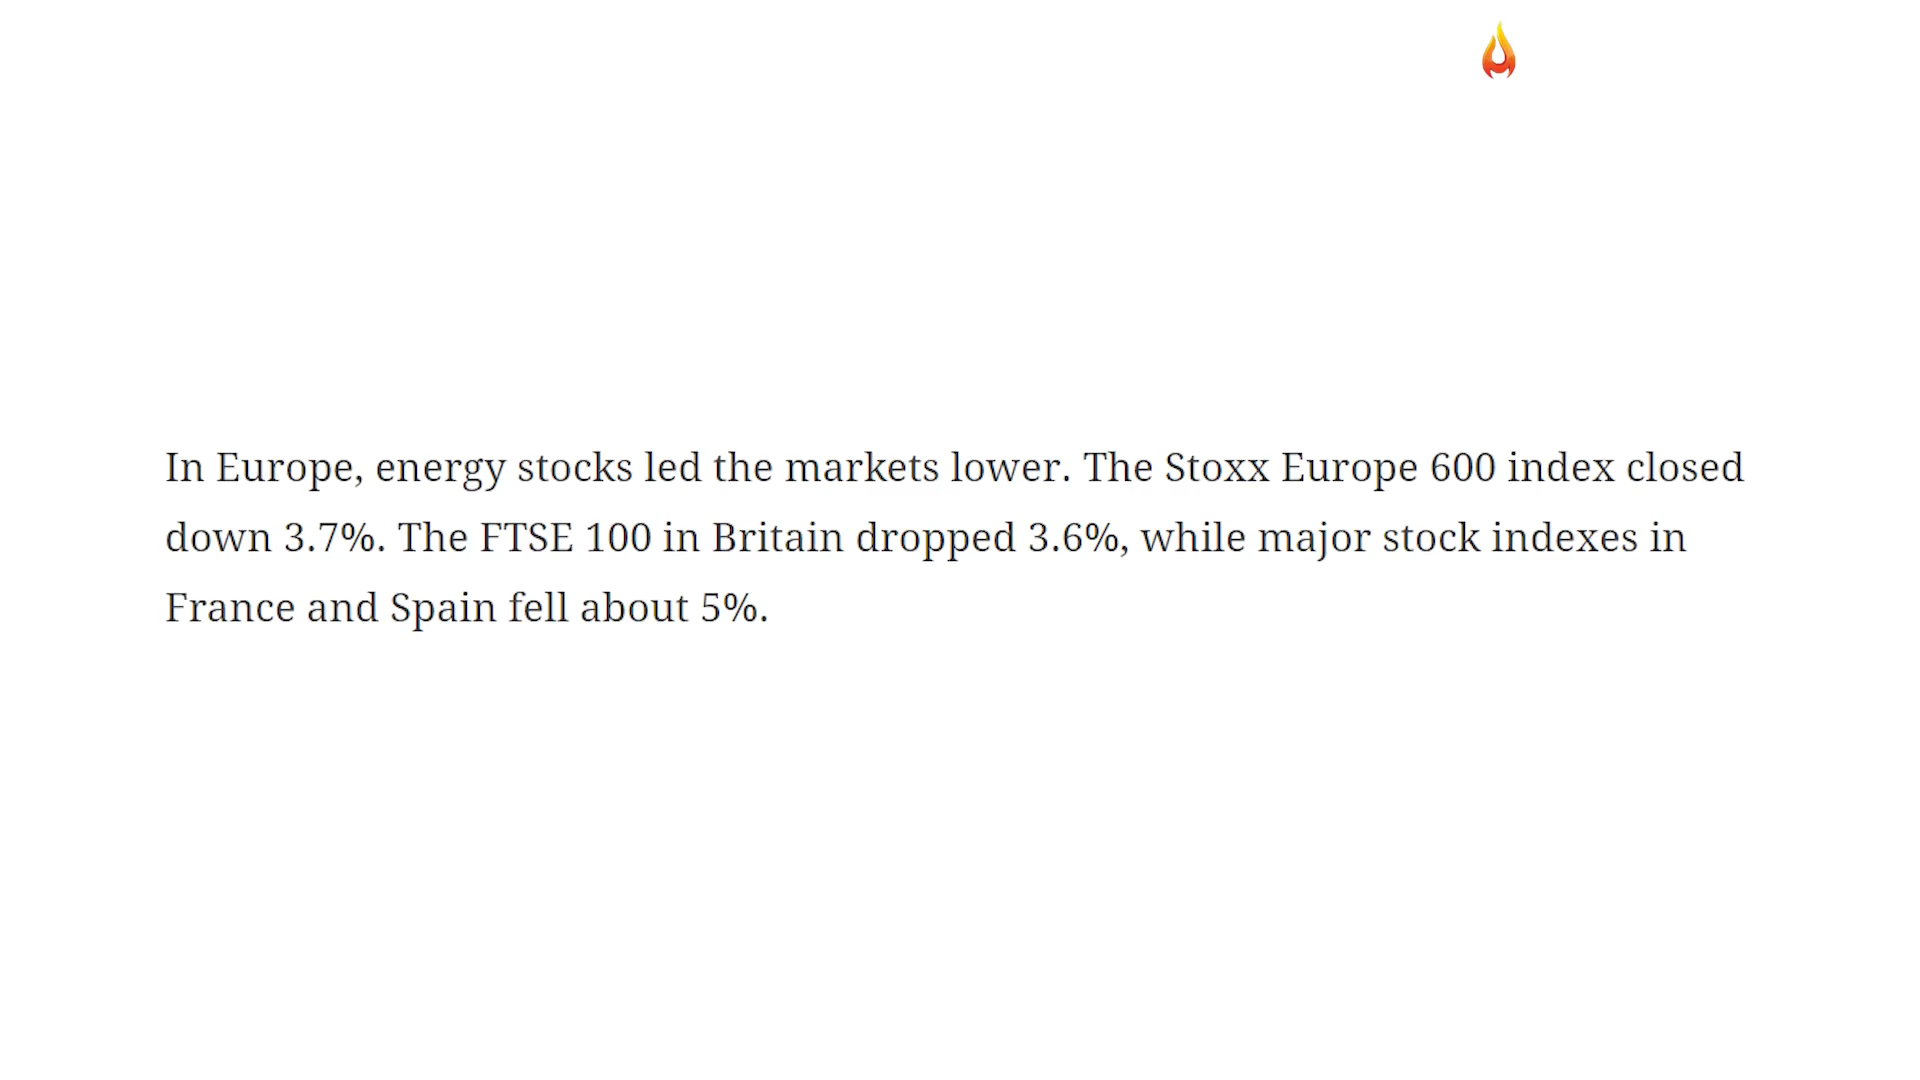 In Europe, energy stocks led the markets lower. The Stoxx Europe 600 index closed
down 3.7%. The FTSE 100 in Britain dropped 3.6%, while major stock indexes in
France and Spain fell about 5%.